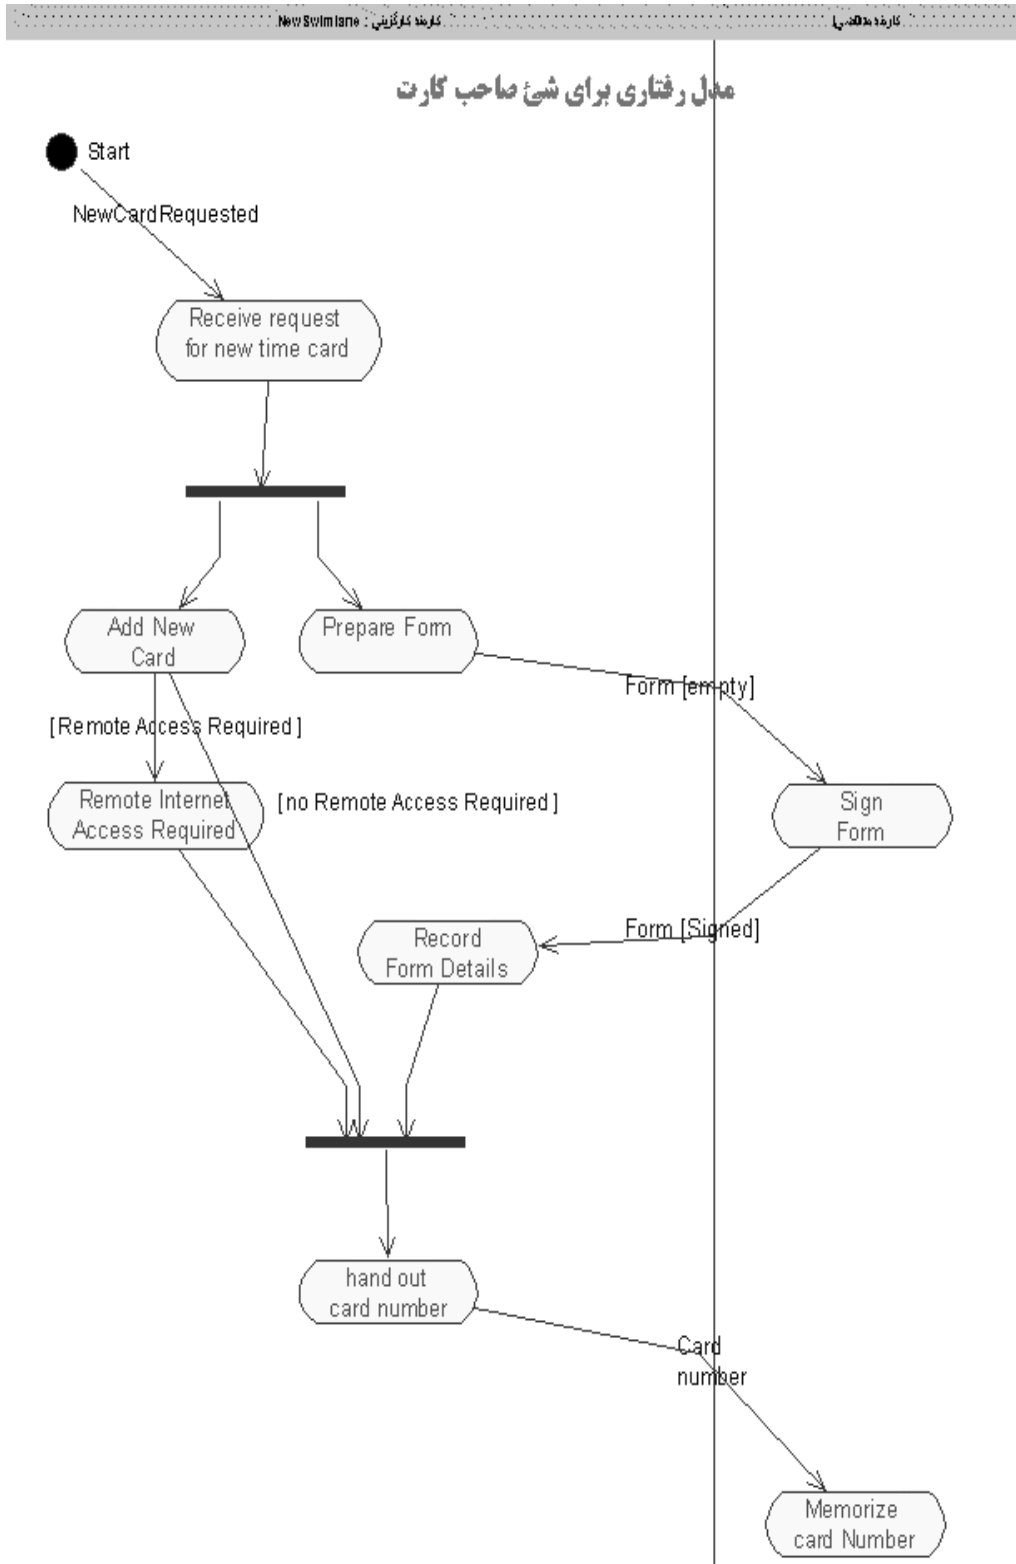 کارمند کارگزینی : New Swimlane
کارمند متقاضی
مدل رفتاری برای شئ صاحب کارت
Start
NewCardRequested
Receive request
for new time card
Add New
Card
Prepare Form
Form [empty]
[ Remote Access Required ]
Remote Internet
Access Required
[ no Remote Access Required ]
Sign
Form
Form [Signed]
Record
Form Details
hand out
card number
Card
number
Memorize
card Number